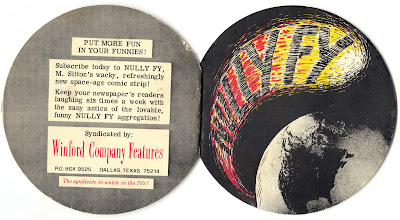 PUT MORE FUN
IN YOUR FUNNIES!
Subscribe today to NULLY FY,
M. Sitton's wacky, refreshingly
new space-age comic strip!
Keep your newspaper's readers
laughing six times a week with
the zany antics of the lovable,
funny NULLY FY aggregation!
Syndicated by:
Winford Company Features
P.O. BOX 9525 DALLAS, TEXAS 75214
The syndicate to watch in the 70's!
NULLY FY